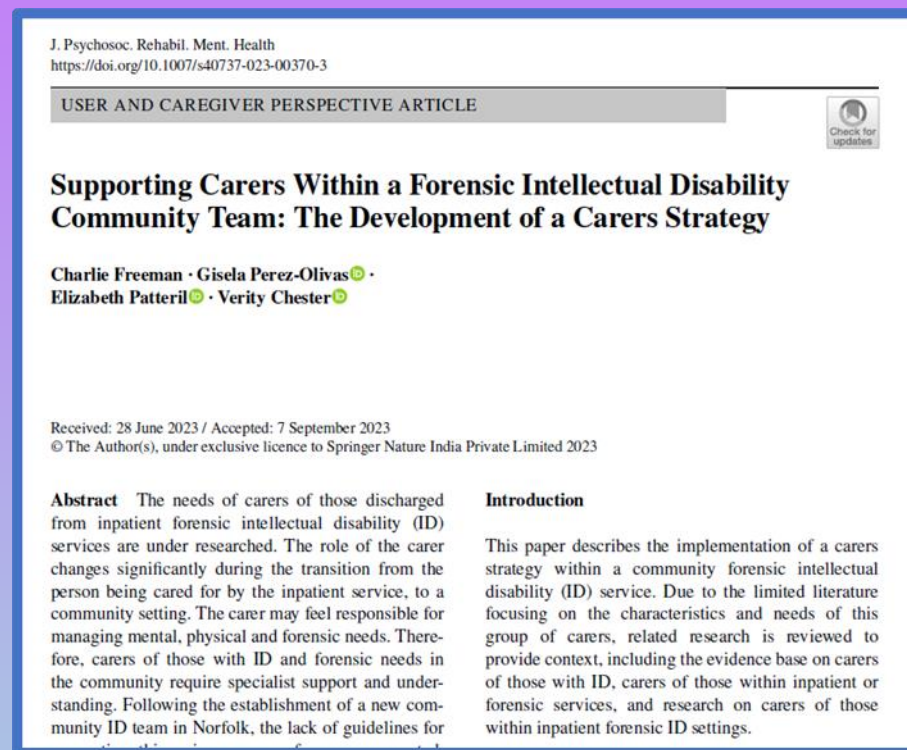 J. Psychosoc. Rehabil. Ment. Health
https://doi.org/10.1007/s40737-023-00370-3
USER AND CAREGIVER PERSPECTIVE ARTICLE
Check for
updates
Supporting Carers Within a Forensic Intellectual Disability
Community Team: The Development of a Carers Strategy
Charlie Freeman · Gisela Perez-Olivas iD ·
Elizabeth Patteril iD · Verity Chester iD
Received: 28 June 2023 / Accepted: 7 September 2023
© The Author(s), under exclusive licence to Springer Nature India Private Limited 2023
Abstract The needs of carers of those discharged
from inpatient forensic intellectual disability (ID)
services are under researched. The role of the carer
changes significantly during the transition from the
person being cared for by the inpatient service, to a
community setting. The carer may feel responsible for
managing mental, physical and forensic needs. There-
fore, carers of those with ID and forensic needs in
the community require specialist support and under-
standing. Following the establishment of a new com-
munity ID team in Norfolk, the lack of guidelines for
Introduction
This paper describes the implementation of a carers
strategy within a community forensic intellectual
disability (ID) service. Due to the limited literature
focusing on the characteristics and needs of this
group of carers, related research is reviewed to
provide context, including the evidence base on carers
of those with ID, carers of those within inpatient or
forensic services, and research on carers of those
within inpatient forensic ID settings.